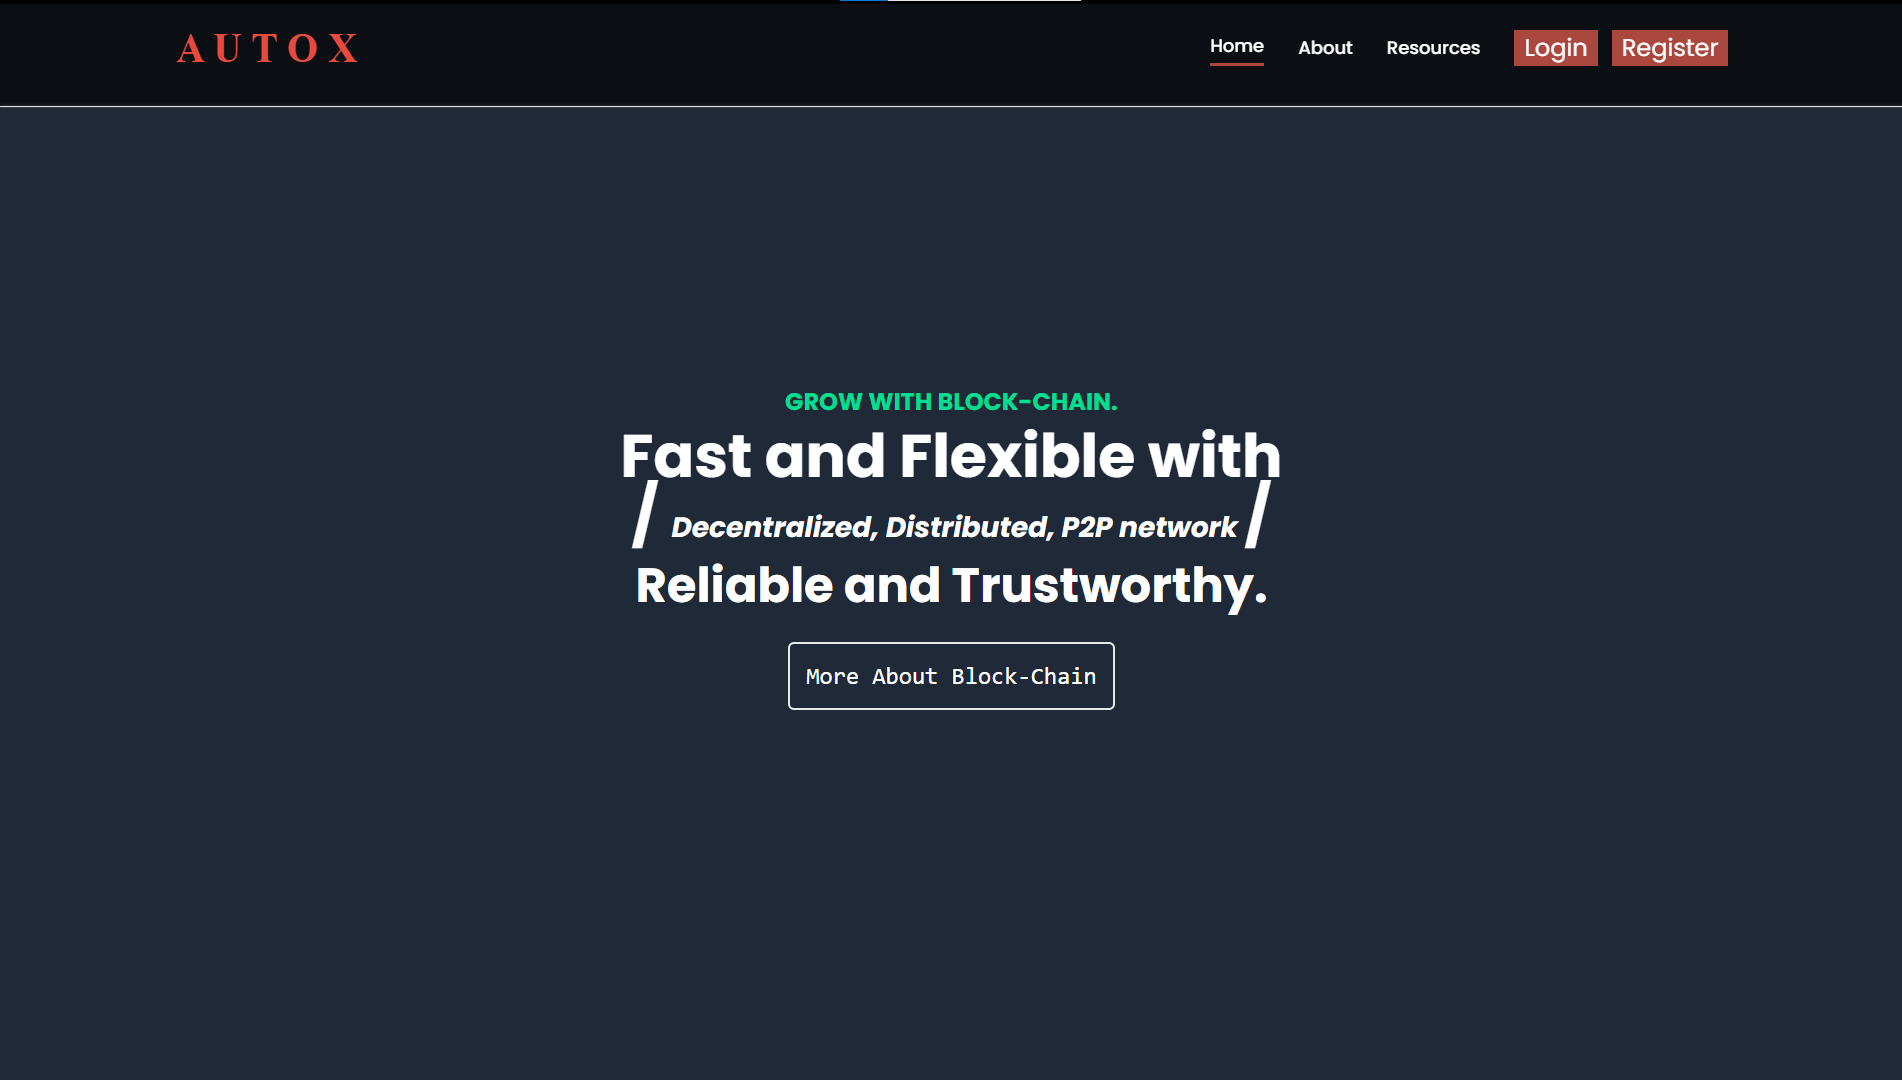 AUTOX
Home About Resources Login Register
GROW WITH BLOCK-CHAIN.
Fast and Flexible with
/ Decentralized, Distributed, P2P network /
Reliable and Trustworthy.
More About Block-Chain